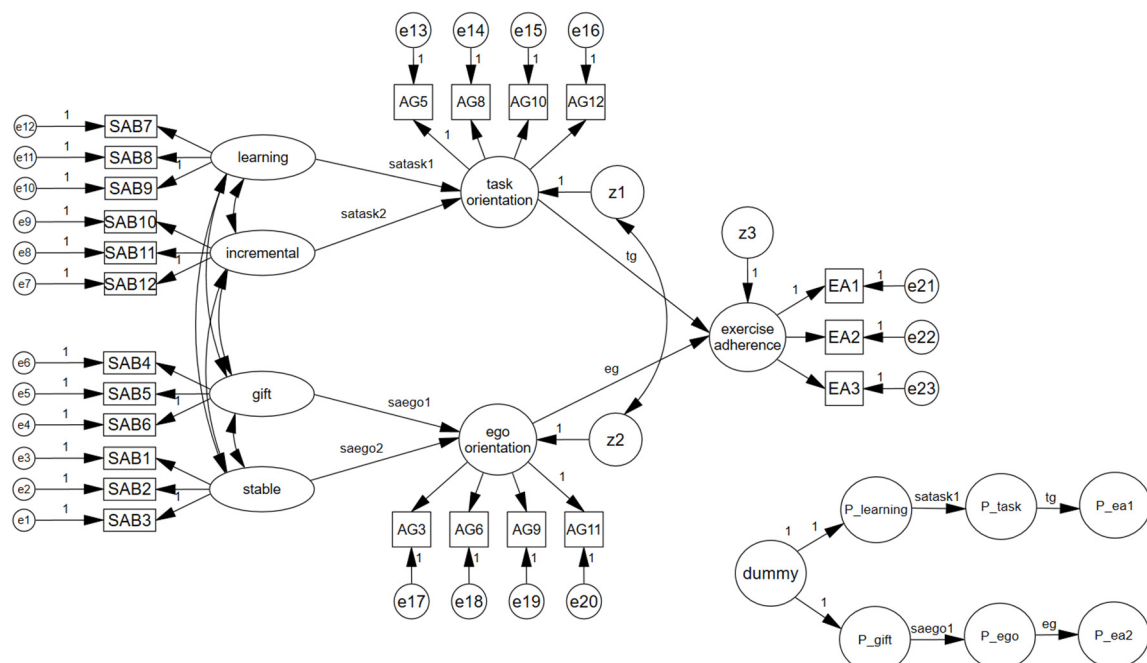 e13
e14
e15
e16
1
1
1
1
AG5
AG8
AG10
AG12
1
e12
1
SAB7
e11
1
SAB8
e10
1
SAB9
1
learning
satask1
task
orientation
1
z1
e9
1
SAB10
e8
1
SAB11
e7
1
SAB12
1
incremental
satask2
tg
z3
1
exercise
adherence
1
EA1
1
e21
EA2
1
e22
EA3
1
e23
e6
1
SAB4
e5
1
SAB5
e4
1
SAB6
1
gift
saego1
eg
ego
orientation
1
z2
e3
1
SAB1
e2
1
SAB2
e1
1
SAB3
1
stable
saego2
1
AG3
AG6
AG9
AG11
1
1
1
1
e17
e18
e19
e20
dummy
1
1
P_learning
satask1
P_task
tg
P_ea1
1
P_gift
saego1
P_ego
eg
P_ea2